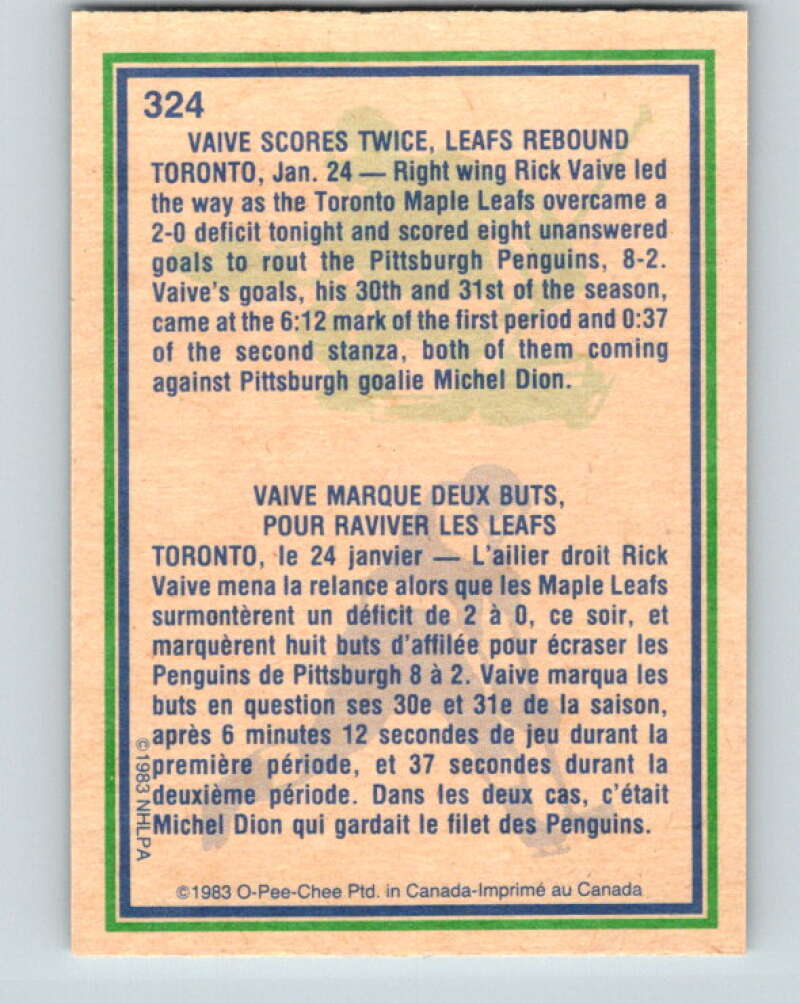 324
VAIVE SCORES TWICE, LEAFS REBOUND
TORONTO, Jan. 24 — Right wing Rick Vaive led
the way as the Toronto Maple Leafs overcame a
2-0 deficit tonight and scored eight unanswered
goals to rout the Pittsburgh Penguins, 8-2.
Vaive's goals, his 30th and 31st of the season,
came at the 6:12 mark of the first period and 0:37
of the second stanza, both of them coming
against Pittsburgh goalie Michel Dion.
VAIVE MARQUE DEUX BUTS,
POUR RAVIVER LES LEAFS
TORONTO, le 24 janvier — L'ailier droit Rick
Vaive mena la relance alors que les Maple Leafs
surmontèrent un déficit de 2 à 0, ce soir, et
marquèrent huit buts d'affilée pour écraser les
Penguins de Pittsburgh 8 à 2. Vaive marqua les
buts en question ses 30e et 31e de la saison,
après 6 minutes 12 secondes de jeu durant la
première période, et 37 secondes durant la
deuxième période. Dans les deux cas, c'était
Michel Dion qui gardait le filet des Penguins.
©1983 NHLPA
©1983 O-Pee-Chee Ptd. in Canada-Imprimé au Canada